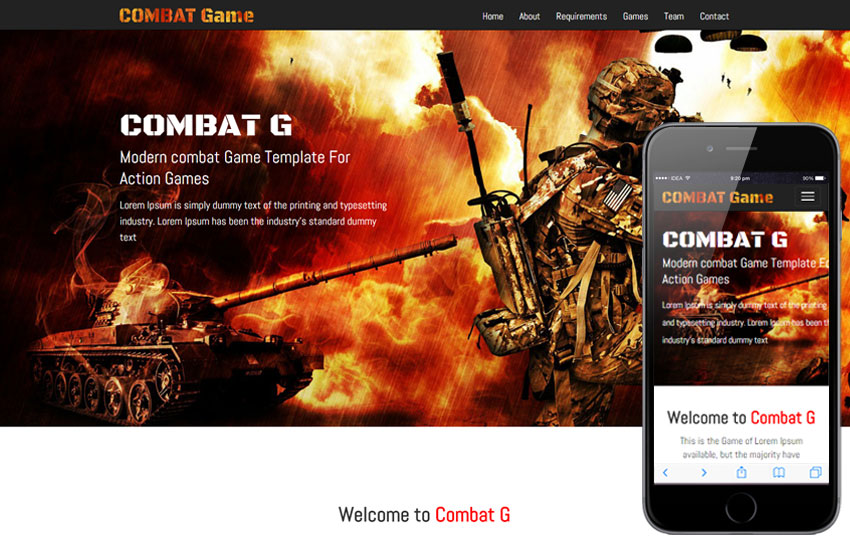 COMBAT Game
Home About Requirements Games Team Contact
COMBAT G
Modern combat Game Template For
Action Games
Lorem Ipsum is simply dummy text of the printing and typesetting
industry. Lorem Ipsum has been the industry's standard dummy
text
Welcome to Combat G
IDEA 9:20 pm 90%
COMBAT Game
COMBAT G
Modern combat Game Template
Action Games
Lorem Ipsum is simply dummy text of the printing
and typesetting industry. Lorem Ipsum has been
industry's standard dummy text
Welcome to Combat G
This is the Game of Lorem Ipsum
available, but the majority have